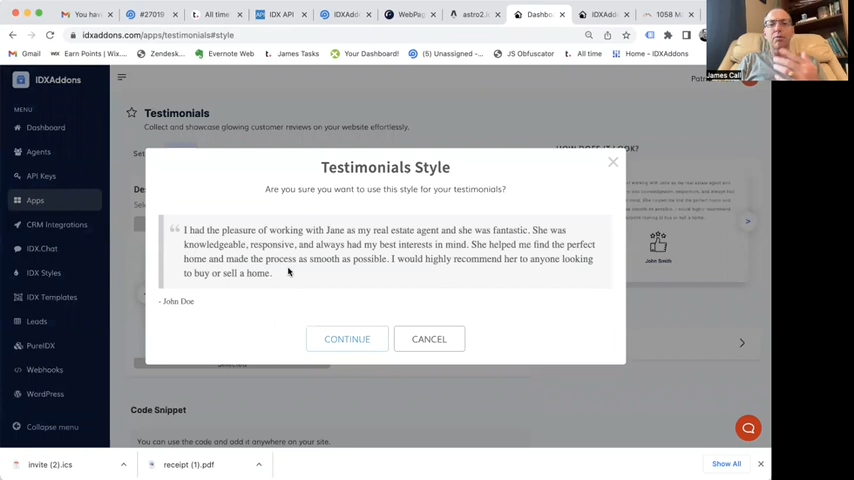 You have
#27019
All time
IDX API
IDXAddo
WebPag
astro2.i
Dashbo
IDXAddo
1058 M
idxaddons.com/apps/testimonials#style
Gmail
Earn Points | Wix...
Zendesk...
Evernote Web
James Tasks
Your Dashboard!
(5) Unassigned -...
JS Obfuscator
All time
Home - IDXAddons
James Call
IDXAddons
MENU
Dashboard
Agents
API Keys
Apps
CRM Integrations
IDX.Chat
IDX Styles
IDX Templates
Leads
PureIDX
Webhooks
WordPress
Collapse menu
Testimonials
Collect and showcase glowing customer reviews on your website effortlessly.
HOW DOES IT LOOK?
Testimonials Style
Are you sure you want to use this style for your testimonials?
I had the pleasure of working with Jane as my real estate agent and she was fantastic. She was
knowledgeable, responsive, and always had my best interests in mind. She helped me find the perfect
home and made the process as smooth as possible. I would highly recommend her to anyone looking
to buy or sell a home.
- John Doe
CONTINUE
CANCEL
John Smith
Selected
Code Snippet
You can use the code and add it anywhere on your site.
invite (2).ics
receipt (1).pdf
Show All